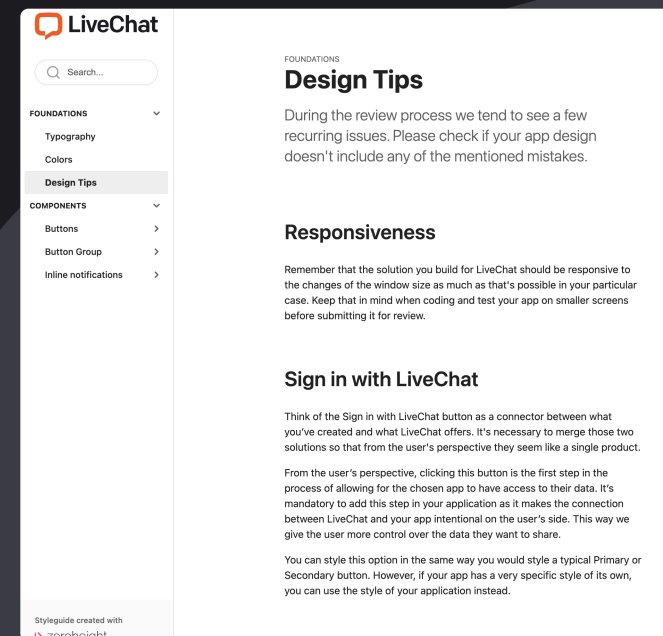 LiveChat
Search...
FOUNDATIONS
Typography
Colors
Design Tips
COMPONENTS
Buttons
Button Group
Inline notifications
Styleguide created with
zeroheight
FOUNDATIONS
Design Tips
During the review process we tend to see a few
recurring issues. Please check if your app design
doesn't include any of the mentioned mistakes.
Responsiveness
Remember that the solution you build for LiveChat should be responsive to
the changes of the window size as much as that's possible in your particular
case. Keep that in mind when coding and test your app on smaller screens
before submitting it for review.
Sign in with LiveChat
Think of the Sign in with LiveChat button as a connector between what
you've created and what LiveChat offers. It's necessary to merge those two
solutions so that from the user's perspective they seem like a single product.
From the user’s perspective, clicking this button is the first step in the
process of allowing for the chosen app to have access to their data. It’s
mandatory to add this step in your application as it makes the connection
between LiveChat and your app intentional on the user's side. This way we
give the user more control over the data they want to share.
You can style this option in the same way you would style a typical Primary or
Secondary button. However, if your app has a very specific style of its own,
you can use the style of your application instead.